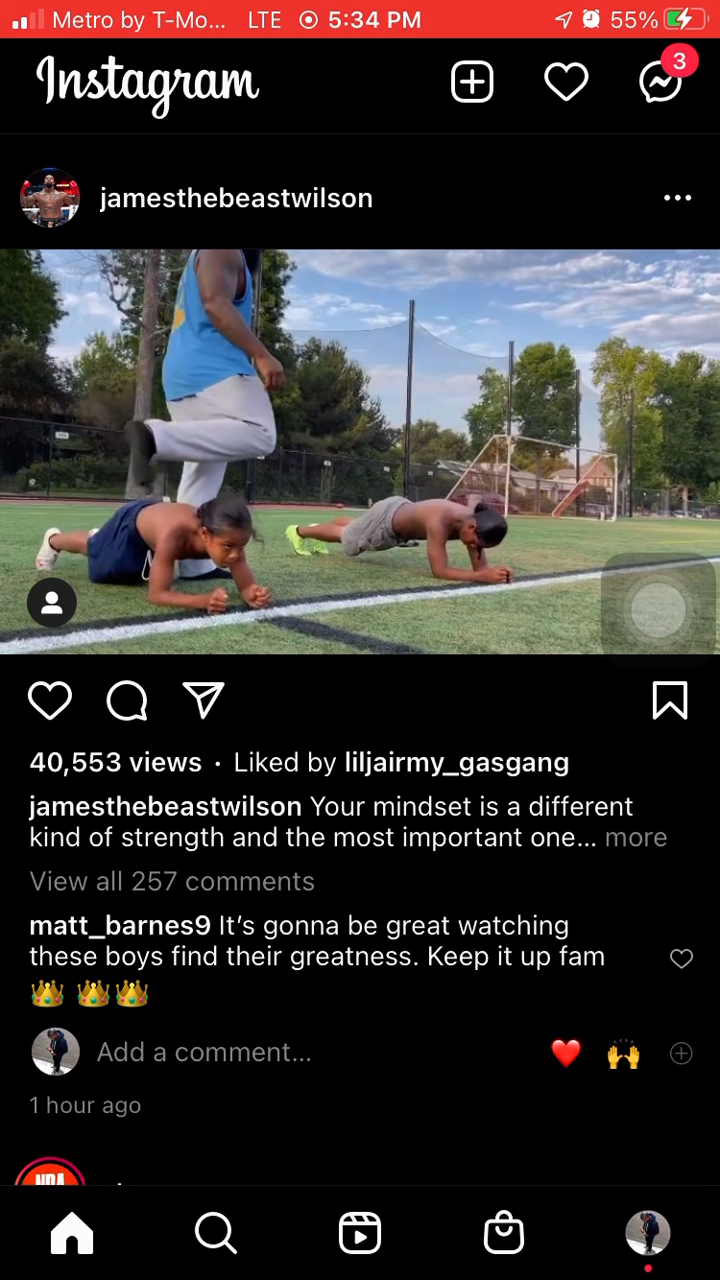 Metro by T-Mo... LTE 5:34 PM 55%
Instagram
3
jamesthebeastwilson
40,553 views · Liked by liljairmy_gasgang
jamesthebeastwilson Your mindset is a different
kind of strength and the most important one... more
View all 257 comments
matt_barnes9 It's gonna be great watching
these boys find their greatness. Keep it up fam
👑 👑👑
Add a comment... ❤️ 🙌
1 hour ago